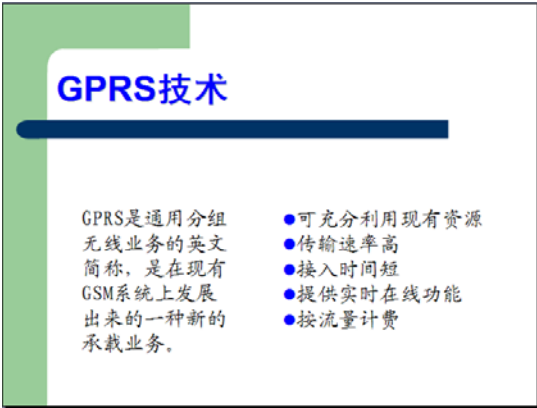 GPRS技术
GPRS是通用分组
无线业务的英文
简称，是在现有
GSM系统上发展
出来的一种新的
承载业务。
●可充分利用现有资源
●传输速率高
●接入时间短
●提供实时在线功能
●按流量计费